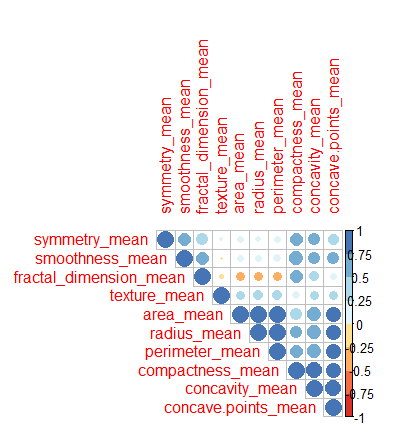 symmetry_mean
smoothness_mean
fractal_dimension_mean
texture_mean
area_mean
radius_mean
perimeter_mean
compactness_mean
concavity_mean
concave.points_mean
symmetry_mean
smoothness_mean
fractal_dimension_mean
texture_mean
area_mean
radius_mean
perimeter_mean
compactness_mean
concavity_mean
concave.points_mean
1
0.75
0.5
0.25
0
-0.25
-0.5
-0.75
-1